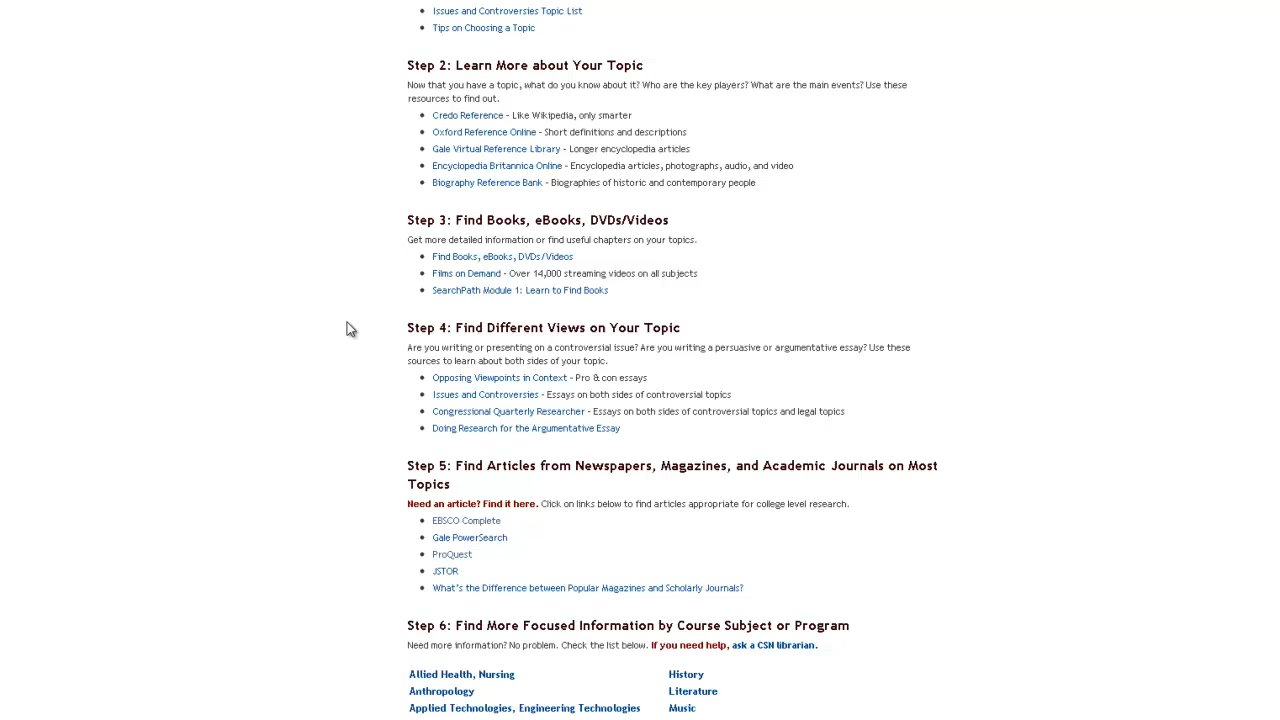 Issues and Controversies Topic List
Tips on Choosing a Topic
Step 2: Learn More about Your Topic
Now that you have a topic, what do you know about it? Who are the key players? What are the main events? Use these
resources to find out.
Credo Reference - Like Wikipedia, only smarter
Oxford Reference Online - Short definitions and descriptions
Gale Virtual Reference Library - Longer encyclopedia articles
Encyclopedia Britannica Online - Encyclopedia articles, photographs, audio, and video
Biography Reference Bank - Biographies of historic and contemporary people
Step 3: Find Books, eBooks, DVDs/Videos
Get more detailed information or find useful chapters on your topics.
Find Books, eBooks, DVDs/Videos
Films on Demand - Over 14,000 streaming videos on all subjects
SearchPath Module 1: Learn to Find Books
Step 4: Find Different Views on Your Topic
Are you writing or presenting on a controversial issue? Are you writing a persuasive or argumentative essay? Use these
sources to learn about both sides of your topic.
Opposing Viewpoints in Context - Pro & con essays
Issues and Controversies - Essays on both sides of controversial topics
Congressional Quarterly Researcher - Essays on both sides of controversial topics and legal topics
Doing Research for the Argumentative Essay
Step 5: Find Articles from Newspapers, Magazines, and Academic Journals on Most
Topics
Need an article? Find it here. Click on links below to find articles appropriate for college level research.
EBSCO Complete
Gale PowerSearch
ProQuest
JSTOR
What's the Difference between Popular Magazines and Scholarly Journals?
Step 6: Find More Focused Information by Course Subject or Program
Need more information? No problem. Check the list below. If you need help, ask a CSN librarian.
Allied Health, Nursing
History
Anthropology
Literature
Applied Technologies, Engineering Technologies
Music